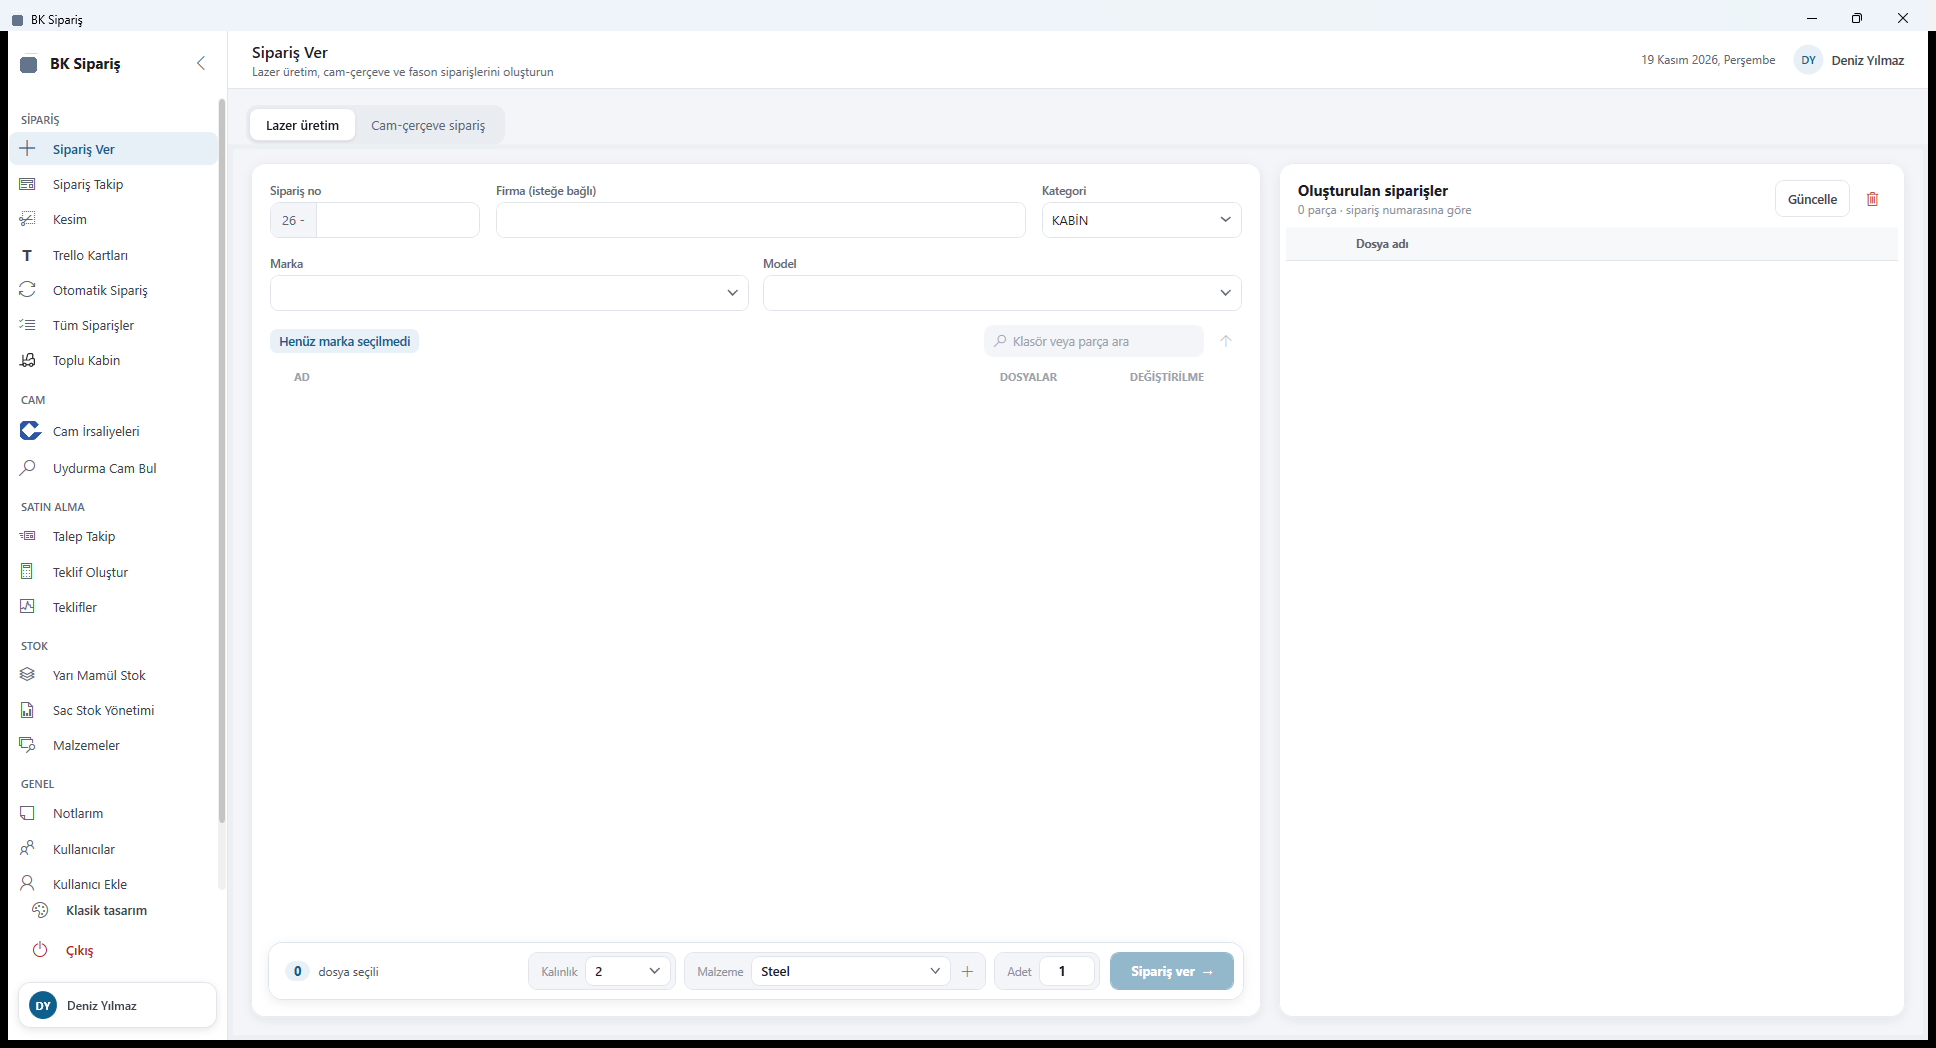 BK Sipariş
BK Sipariş
SİPARİŞ
Sipariş Ver
Sipariş Takip
Kesim
Trello Kartları
Otomatik Sipariş
Tüm Siparişler
Toplu Kabin
CAM
Cam İrsaliyeleri
Uydurma Cam Bul
SATIN ALMA
Talep Takip
Teklif Oluştur
Teklifler
STOK
Yarı Mamül Stok
Sac Stok Yönetimi
Malzemeler
GENEL
Notlarım
Kullanıcılar
Kullanıcı Ekle
Klasik tasarım
Çıkış
DY Deniz Yılmaz
Sipariş Ver
Lazer üretim, cam-çerçeve ve fason siparişlerini oluşturun
19 Kasım 2026, Perşembe DY Deniz Yılmaz
Lazer üretim Cam-çerçeve sipariş
Sipariş no Firma (isteğe bağlı) Kategori
26 - KABİN
Marka Model
Henüz marka seçilmedi Klasör veya parça ara
AD DOSYALAR DEĞİŞTİRİLME
0 dosya seçili Kalınlık 2 Malzeme Steel Adet 1 Sipariş ver →
Oluşturulan siparişler
0 parça · sipariş numarasına göre
Güncelle
Dosya adı